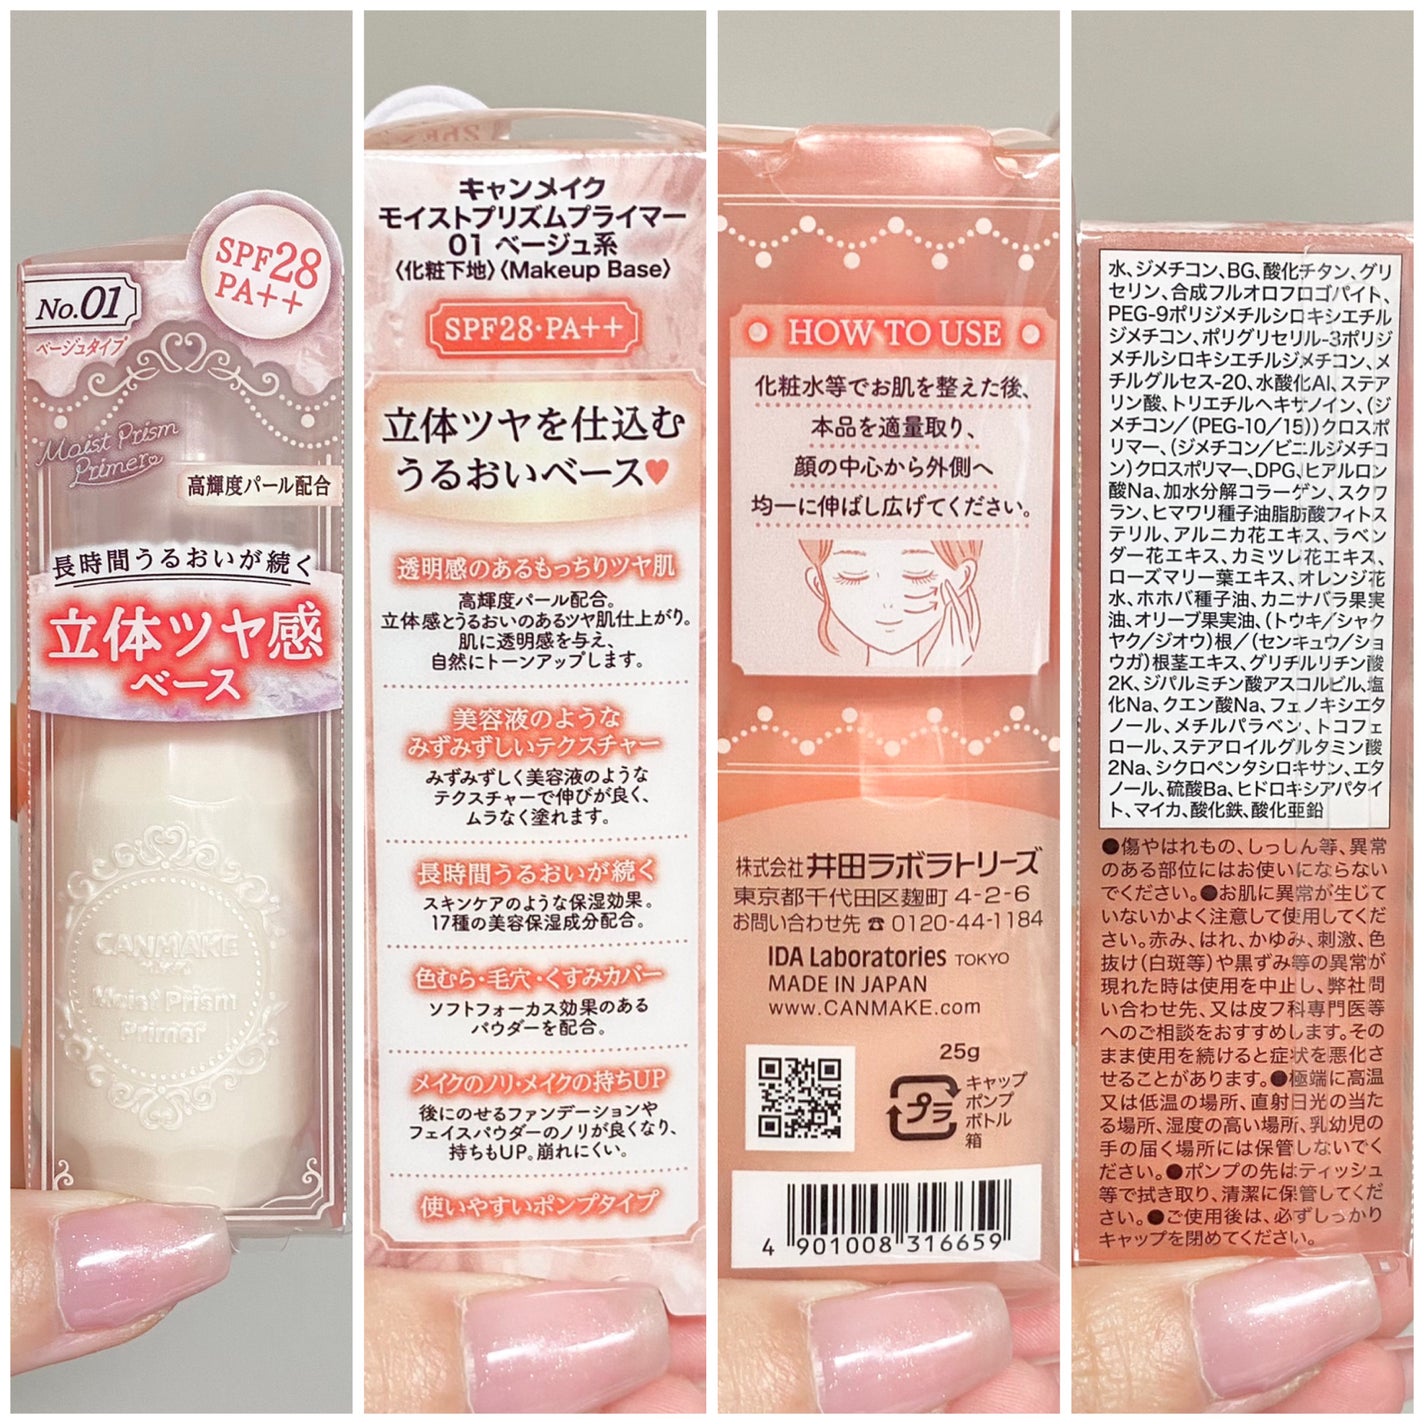 SPF28
PA++
No.01
ベージュタイプ
Moist Prism
Primer
高輝度パール配合
長時間うるおいが続く
立体ツヤ感
ベース
CANMAKE
Moist Prism
Primer
キャンメイク
モイストプリズムプライマー
01 ベージュ系
〈化粧下地〉〈Makeup Base〉
SPF28・PA++
立体ツヤを仕込む
うるおいベース♥
透明感のあるもっちりツヤ肌
高輝度パール配合。
立体感とうるおいのあるツヤ肌仕上がり。
肌に透明感を与え、
自然にトーンアップします。
美容液のような
みずみずしいテクスチャー
みずみずしく美容液のような
テクスチャーで伸びが良く、
ムラなく塗れます。
長時間うるおいが続く
スキンケアのような保湿効果。
17種の美容保湿成分配合。
色むら・毛穴・くすみカバー
ソフトフォーカス効果のある
パウダーを配合。
メイクのノリ・メイクの持ちUP
後にのせるファンデーションや
フェイスパウダーのノリが良くなり、
持ちもUP。崩れにくい。
使いやすいポンプタイプ
HOW TO USE
化粧水等でお肌を整えた後、
本品を適量取り、
顔の中心から外側へ
均一に伸ばし広げてください。
株式会社 井田ラボラトリーズ
東京都千代田区麹町 4-2-6
お問い合わせ先 ☎ 0120-44-1184
IDA Laboratories TOKYO
MADE IN JAPAN
www.CANMAKE.com
25g
プラ
キャップ
ポンプ
ボトル
箱
4 901008 316659
水、ジメチコン、BG、酸化チタン、グリ
セリン、合成フルオロフロゴパイト、
PEG-9ポリジメチルシロキシエチル
ジメチコン、ポリグリセリル-3ポリジ
メチルシロキシエチルジメチコン、メ
チルグルセス-20、水酸化Al、ステア
リン酸、トリエチルヘキサノイン、(ジ
メチコン/(PEG-10/15))クロスポ
リマー、(ジメチコン/ビニルジメチコ
ン)クロスポリマー、DPG、ヒアルロン
酸Na、加水分解コラーゲン、スクワ
ラン、ヒマワリ種子油脂肪酸フィトス
テリル、アルニカ花エキス、ラベン
ダー花エキス、カミツレ花エキス、
ローズマリー葉エキス、オレンジ花
水、ホホバ種子油、カニナバラ果実
油、オリーブ果実油、(トウキ/シャク
ヤク/ジオウ)根/(センキュウ/ショ
ウガ)根茎エキス、グリチルリチン酸
2K、ジパルミチン酸アスコルビル、塩
化Na、クエン酸Na、フェノキシエタ
ノール、メチルパラベン、トコフェ
ロール、ステアロイルグルタミン酸
2Na、シクロペンタシロキサン、エタ
ノール、硫酸Ba、ヒドロキシアパタイ
ト、マイカ、酸化鉄、酸化亜鉛
●傷やはれもの、しっしん等、異常
のある部位にはお使いにならない
でください。●お肌に異常が生じて
いないかよく注意して使用してくだ
さい。赤み、はれ、かゆみ、刺激、色
抜け(白斑等)や黒ずみ等の異常が
現れた時は使用を中止し、弊社問
い合わせ先、又は皮フ科専門医等
へのご相談をおすすめします。その
まま使用を続けると症状を悪化さ
せることがあります。●極端に高温
又は低温の場所、直射日光の当た
る場所、湿度の高い場所、乳幼児の
手の届く場所には保管しないでく
ださい。●ポンプの先はティッシュ
等で拭き取り、清潔に保管してくだ
さい。●ご使用後は、必ずしっかり
キャップを閉めてください。